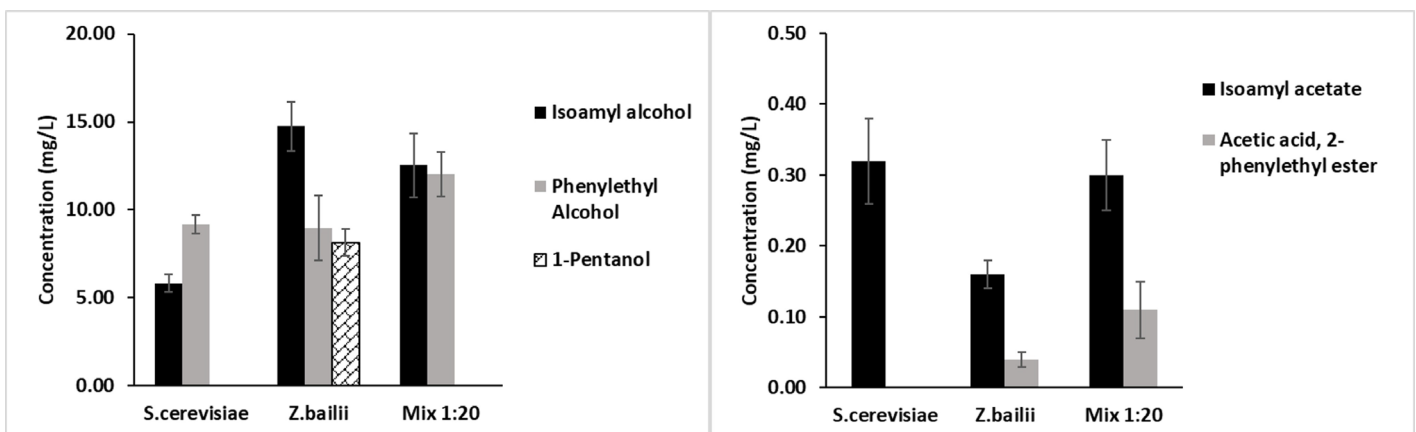 20.00
15.00
10.00
5.00
0.00
Concentration (mg/L)
S.cerevisiae
Z.bailii
Mix 1:20
Isoamyl alcohol
Phenylethyl
Alcohol
1-Pentanol
0.50
0.40
0.30
0.20
0.10
0.00
Concentration (mg/L)
S.cerevisiae
Z.bailii
Mix 1:20
Isoamyl acetate
Acetic acid, 2-
phenylethyl ester